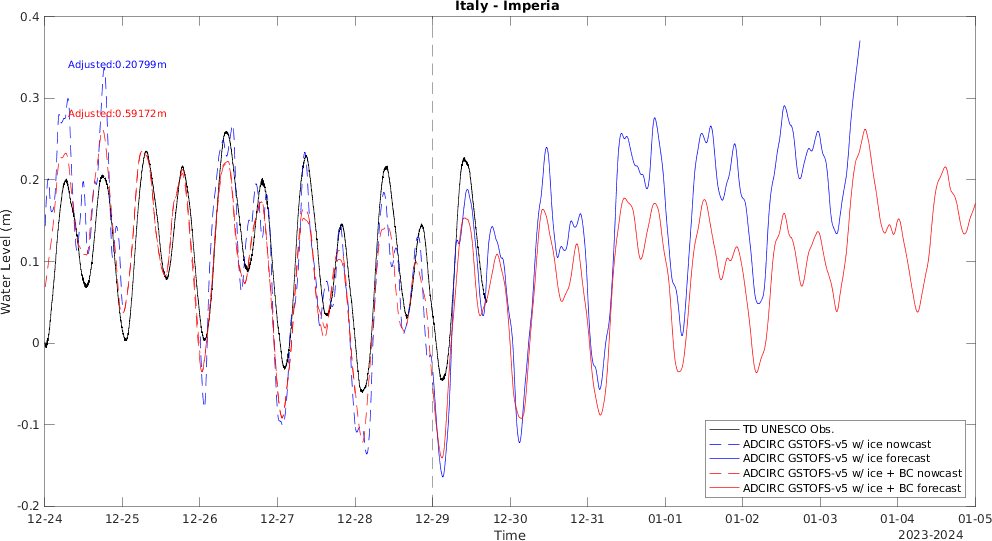 Italy - Imperia
Adjusted:0.20799m
Adjusted:0.59172m
Water Level (m)
0.4
0.3
0.2
0.1
0
-0.1
-0.2
12-24 12-25 12-26 12-27 12-28 12-29 12-30 12-31 01-01 01-02 01-03 01-04 01-05
Time
2023-2024
TD UNESCO Obs.
ADCIRC GSTOFS-v5 w/ ice nowcast
ADCIRC GSTOFS-v5 w/ ice forecast
ADCIRC GSTOFS-v5 w/ ice + BC nowcast
ADCIRC GSTOFS-v5 w/ ice + BC forecast